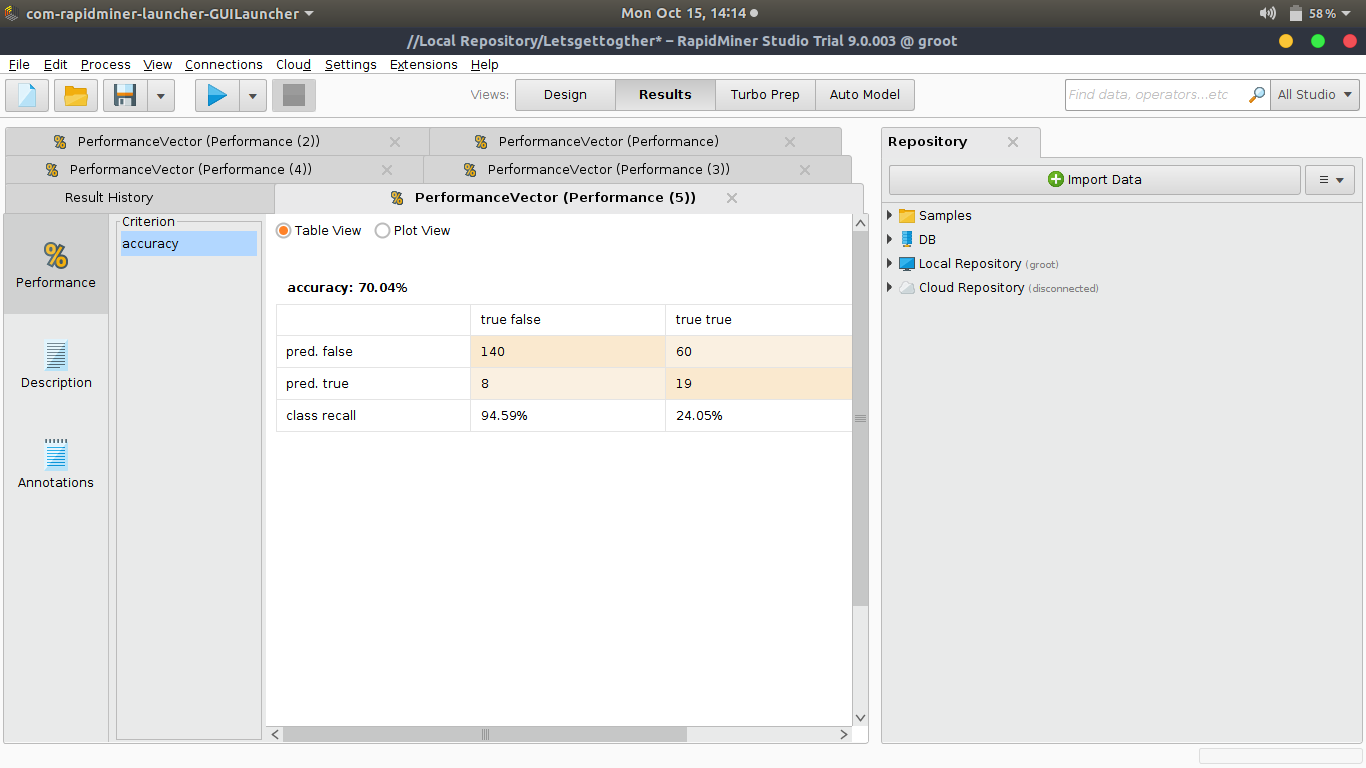 com-rapidminer-launcher-GUILauncher
Mon Oct 15, 14:14
58%
//Local Repository/Letsgettogther* – RapidMiner Studio Trial 9.0.003 @ groot
File Edit Process View Connections Cloud Settings Extensions Help
Views: Design Results Turbo Prep Auto Model
Find data, operators...etc
All Studio
% PerformanceVector (Performance (2))
% PerformanceVector (Performance)
% PerformanceVector (Performance (4))
% PerformanceVector (Performance (3))
Result History
% PerformanceVector (Performance (5))
Repository
Import Data
Samples
DB
Local Repository (groot)
Cloud Repository (disconnected)
%
Performance
Description
Annotations
Criterion
accuracy
Table View Plot View
accuracy: 70.04%
true false true true
pred. false 140 60
pred. true 8 19
class recall 94.59% 24.05%